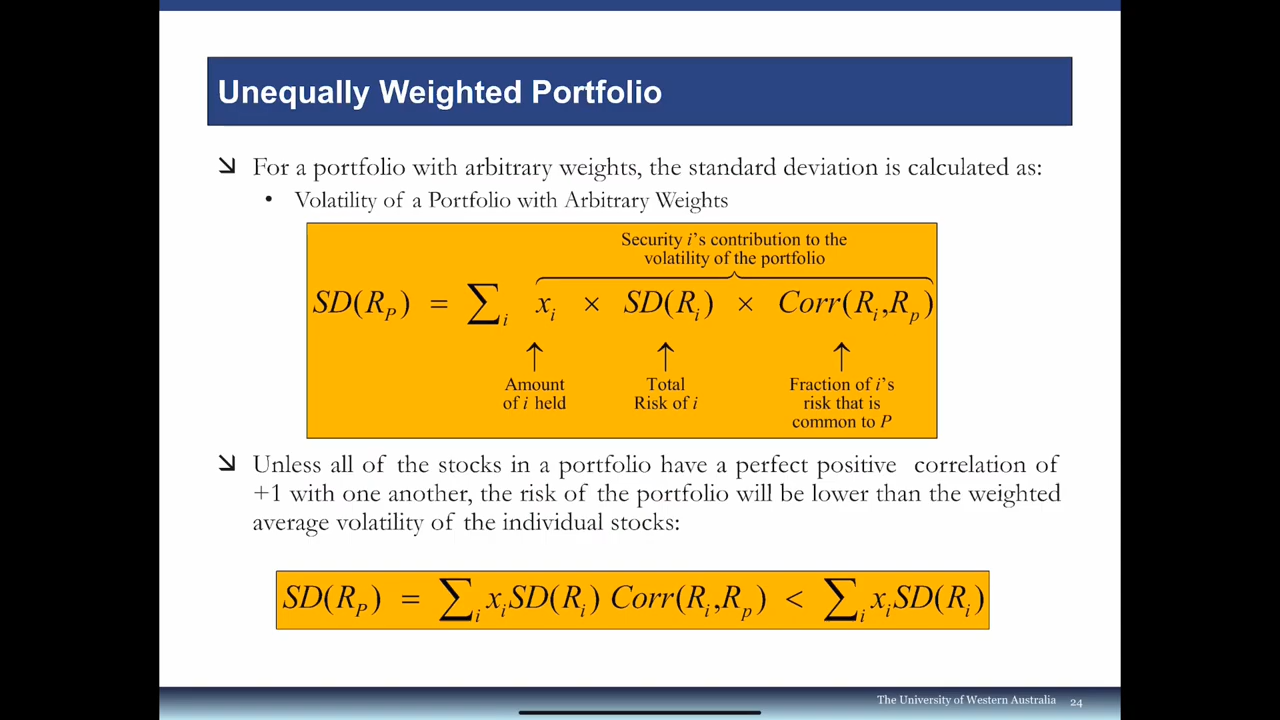 Unequally Weighted Portfolio
For a portfolio with arbitrary weights, the standard deviation is calculated as:
• Volatility of a Portfolio with Arbitrary Weights
Security i's contribution to the
volatility of the portfolio
SD(R_P) = ∑_i x_i × SD(R_i) × Corr(R_i,R_p)
↑ ↑ ↑
Amount Total Fraction of i's
of i held Risk of i risk that is
common to P
Unless all of the stocks in a portfolio have a perfect positive correlation of
+1 with one another, the risk of the portfolio will be lower than the weighted
average volatility of the individual stocks:
SD(R_P) = ∑_i x_iSD(R_i) Corr(R_i,R_p) < ∑_i x_iSD(R_i)
The University of Western Australia 24